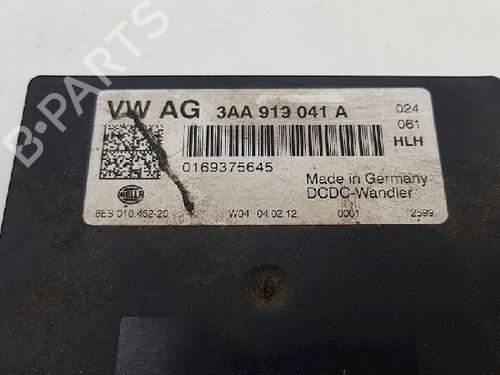 VW AG 3AA 919 041 A 024
061
HLH
0169375645
Made in Germany
DCDC-Wandler
HELLA
8ES 010.452-20 W04 04.02.12 0001 2599
B-PARTS